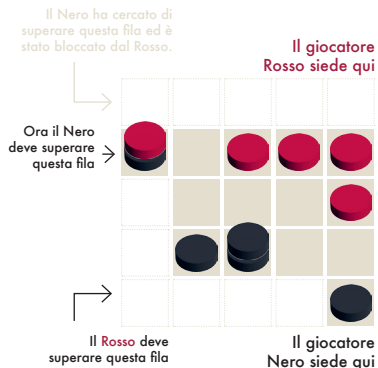 Il Nero ha cercato di
superare questa fila ed è
stato bloccato dal Rosso.
Il giocatore
Rosso siede qui
Ora il Nero
deve superare
questa fila
Il Rosso deve
superare questa fila
Il giocatore
Nero siede qui